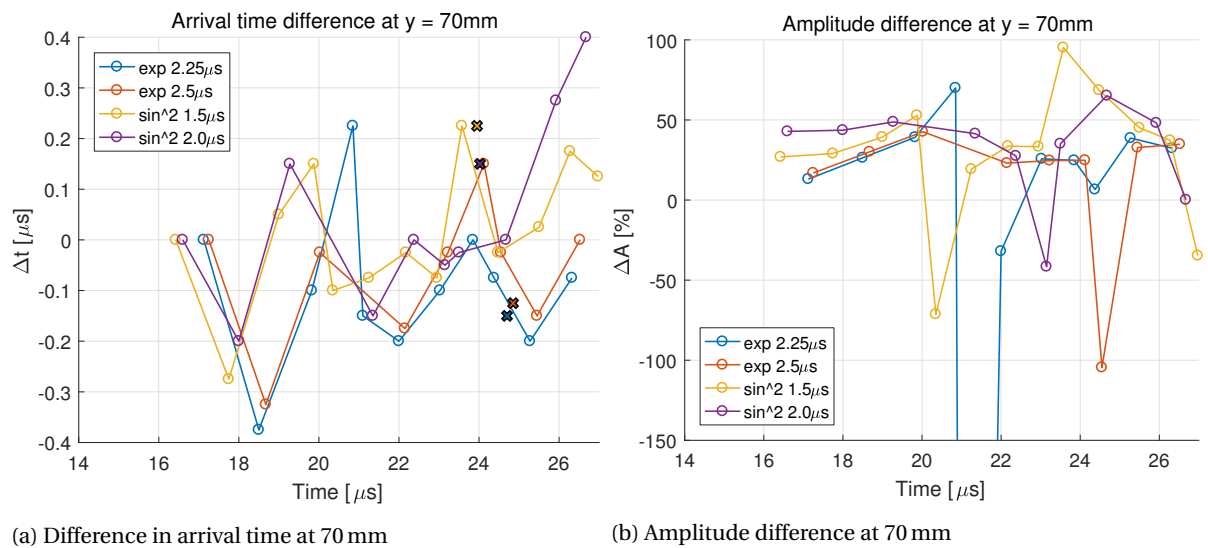 Arrival time difference at y = 70mm
0.4
0.3
0.2
0.1
0
-0.1
-0.2
-0.3
-0.4
Δt [μs]
exp 2.25μs
exp 2.5μs
sin^2 1.5μs
sin^2 2.0μs
14 16 18 20 22 24 26
Time [μs]
(a) Difference in arrival time at 70 mm
Amplitude difference at y = 70mm
100
50
0
-50
-100
-150
ΔA [%]
exp 2.25μs
exp 2.5μs
sin^2 1.5μs
sin^2 2.0μs
14 16 18 20 22 24 26
Time [μs]
(b) Amplitude difference at 70 mm